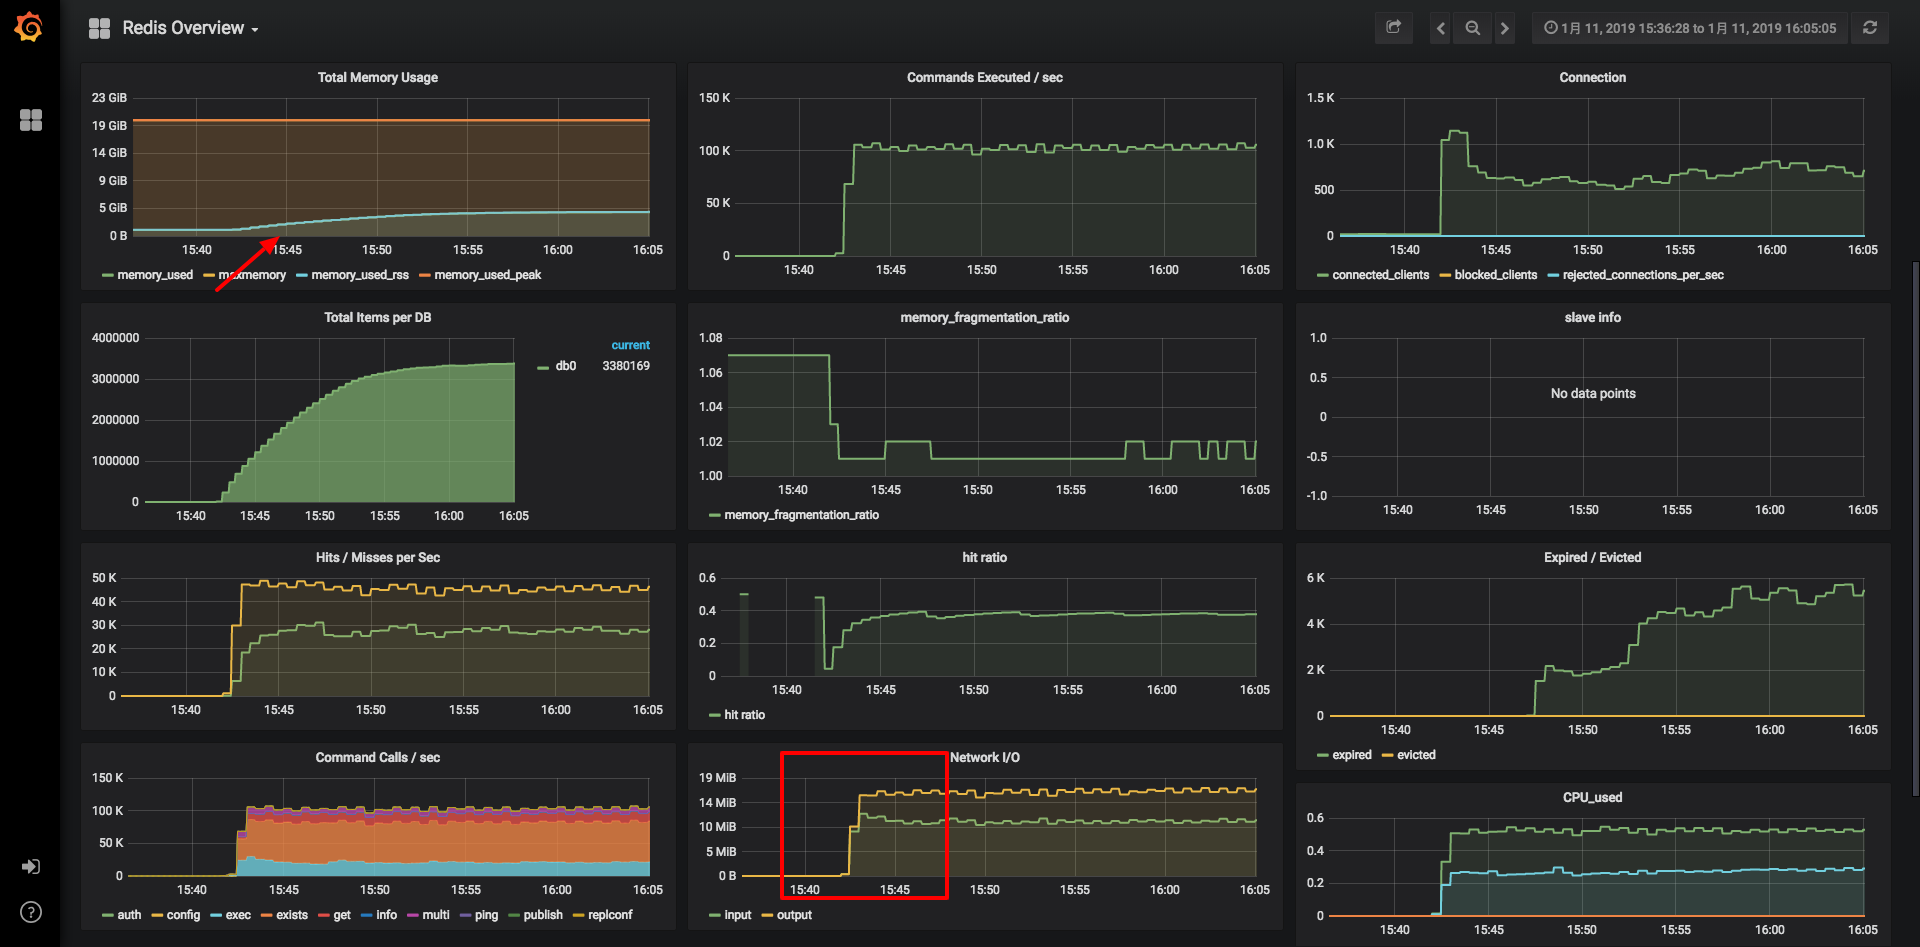 Redis Overview
1月 11, 2019 15:36:28 to 1月 11, 2019 16:05:05
Total Memory Usage
23 GiB
19 GiB
14 GiB
9 GiB
5 GiB
0 B
15:40 15:45 15:50 15:55 16:00 16:05
memory_used maxmemory memory_used_rss memory_used_peak
Commands Executed / sec
150 K
100 K
50 K
0
15:40 15:45 15:50 15:55 16:00 16:05
Connection
1.5 K
1.0 K
500
0
15:40 15:45 15:50 15:55 16:00 16:05
connected_clients blocked_clients rejected_connections_per_sec
Total Items per DB
4000000
3000000
2000000
1000000
0
15:40 15:45 15:50 15:55 16:00 16:05
current
db0 3380169
memory_fragmentation_ratio
1.08
1.06
1.04
1.02
1.00
15:40 15:45 15:50 15:55 16:00 16:05
memory_fragmentation_ratio
slave info
1.0
0.5
0
-0.5
-1.0
No data points
15:40 15:45 15:50 15:55 16:00 16:05
Hits / Misses per Sec
50 K
40 K
30 K
20 K
10 K
0
15:40 15:45 15:50 15:55 16:00 16:05
hit ratio
0.6
0.4
0.2
0
15:40 15:45 15:50 15:55 16:00 16:05
hit ratio
Expired / Evicted
6 K
4 K
2 K
0
15:40 15:45 15:50 15:55 16:00 16:05
expired evicted
Command Calls / sec
150 K
100 K
50 K
0
15:40 15:45 15:50 15:55 16:00 16:05
auth config exec exists get info multi ping publish replconf
Network I/O
19 MiB
14 MiB
10 MiB
5 MiB
0 B
15:40 15:45 15:50 15:55 16:00 16:05
input output
CPU_used
0.6
0.4
0.2
0
15:40 15:45 15:50 15:55 16:00 16:05